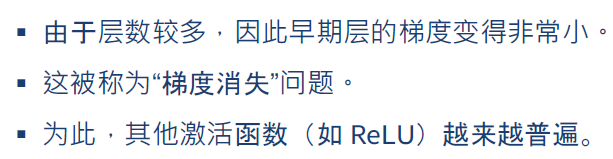 ▪ 由于层数较多，因此早期层的梯度变得非常小。
▪ 这被称为“梯度消失”问题。
▪ 为此，其他激活函数（如 ReLU）越来越普遍。